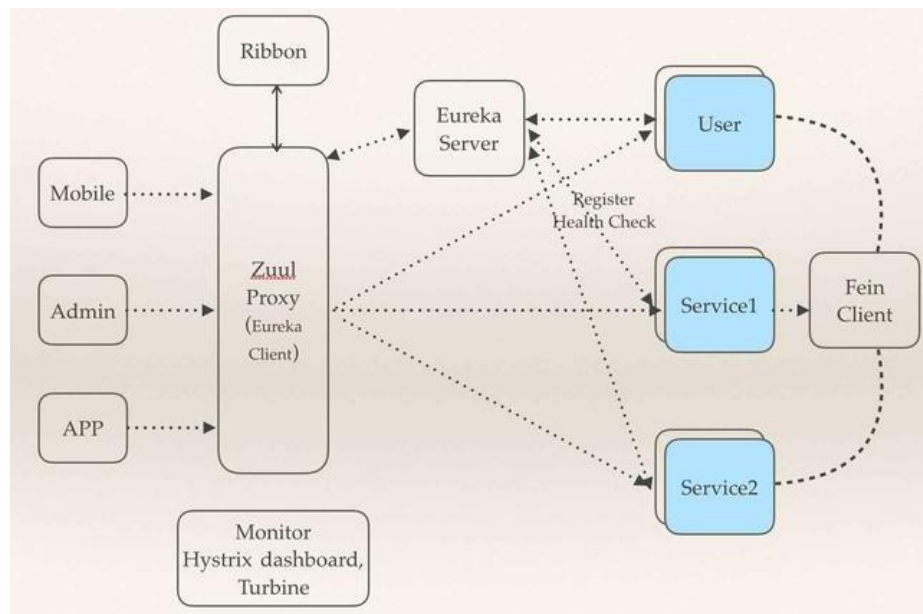 Ribbon
Eureka
Server
User
Mobile
Register
Health Check
Zuul
Proxy
(Eureka
Client)
Admin
Service1
Fein
Client
APP
Service2
Monitor
Hystrix dashboard,
Turbine